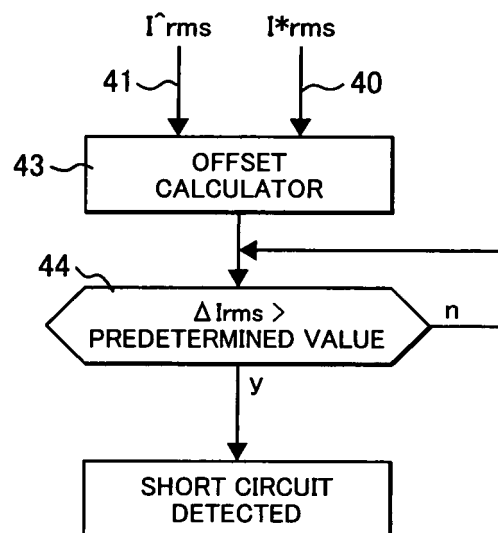 I^rms I*rms
41 40
43 OFFSET
CALCULATOR
44
ΔIrms >
PREDETERMINED VALUE n
y
SHORT CIRCUIT
DETECTED